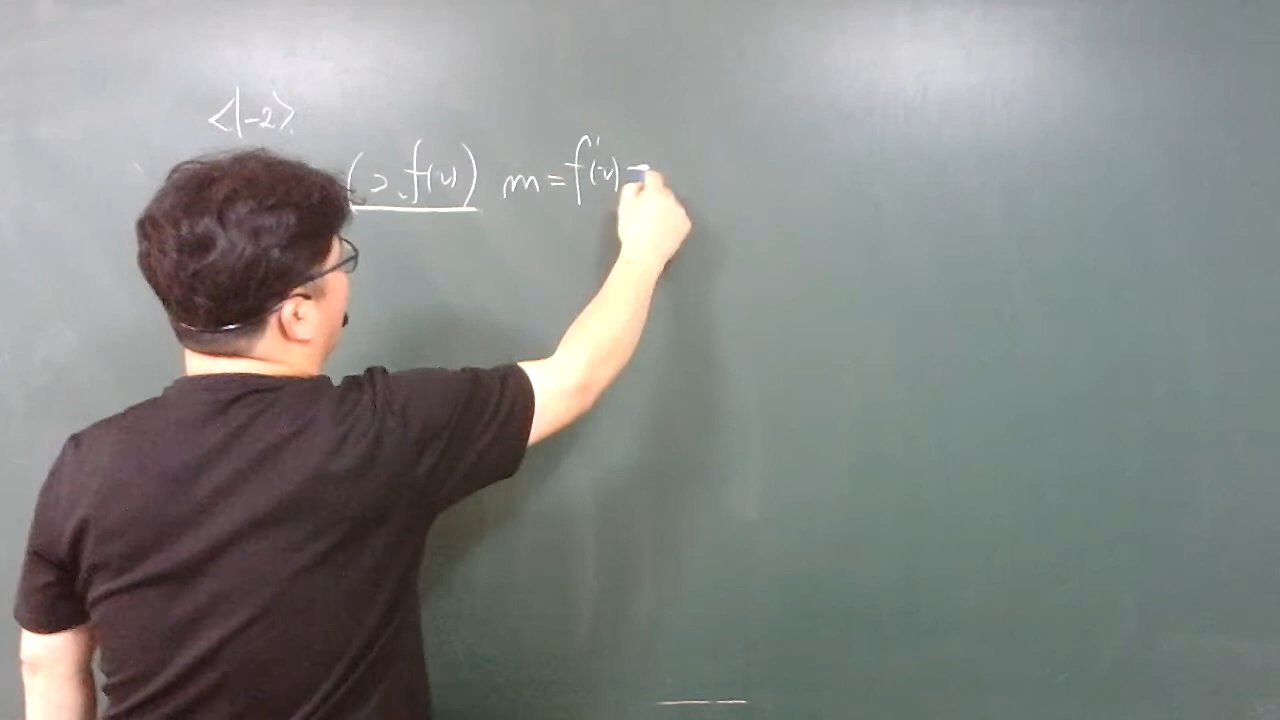 <1-2>
(2, f(2)) m=f'(2)=